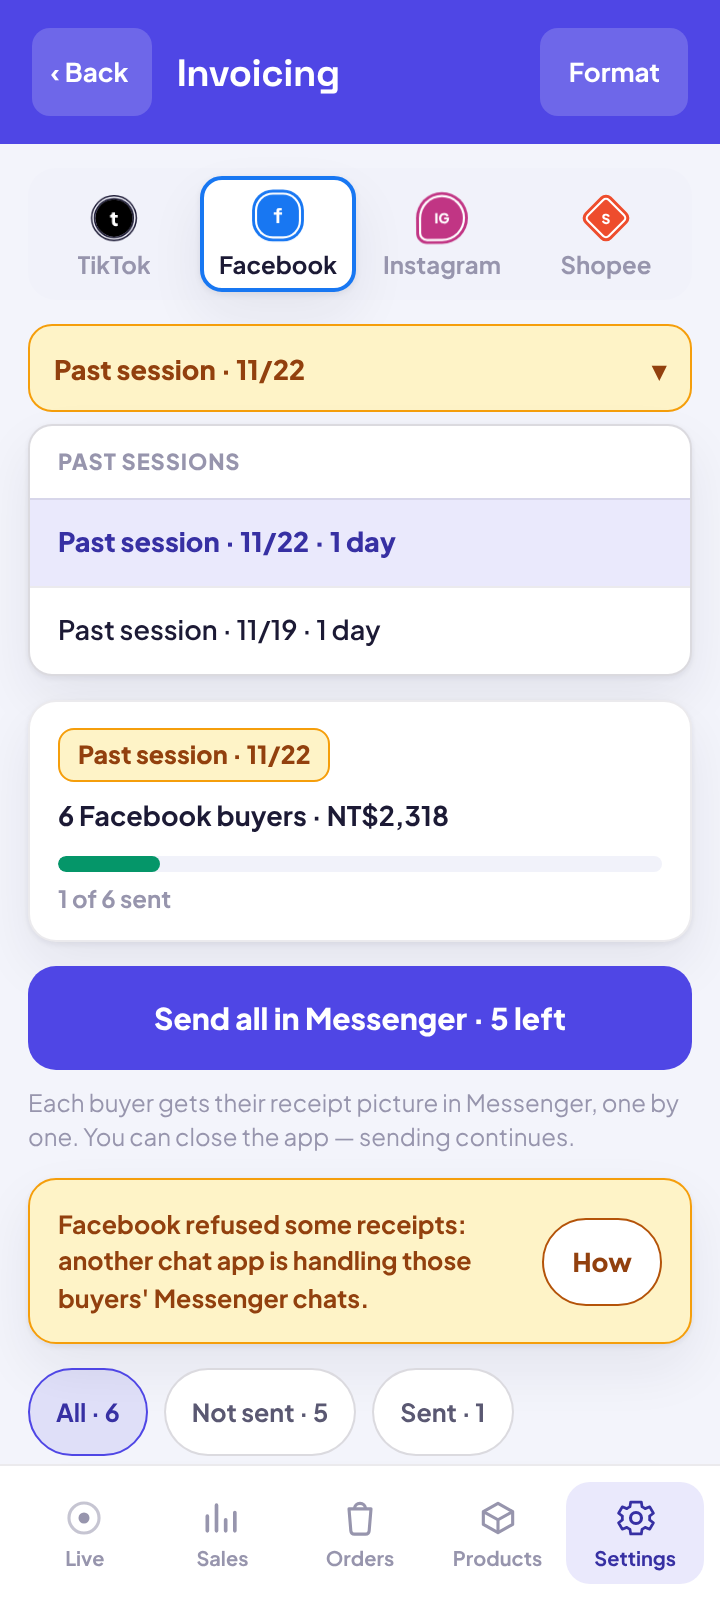 ‹ Back
Invoicing
Format
t
f
IG
S
TikTok
Facebook
Instagram
Shopee
Past session · 11/22
▼
PAST SESSIONS
Past session · 11/22 · 1 day
Past session · 11/19 · 1 day
Past session · 11/22
6 Facebook buyers · NT$2,318
1 of 6 sent
Send all in Messenger · 5 left
Each buyer gets their receipt picture in Messenger, one by
one. You can close the app — sending continues.
Facebook refused some receipts:
another chat app is handling those
buyers' Messenger chats.
How
All · 6
Not sent · 5
Sent · 1
Live
Sales
Orders
Products
Settings